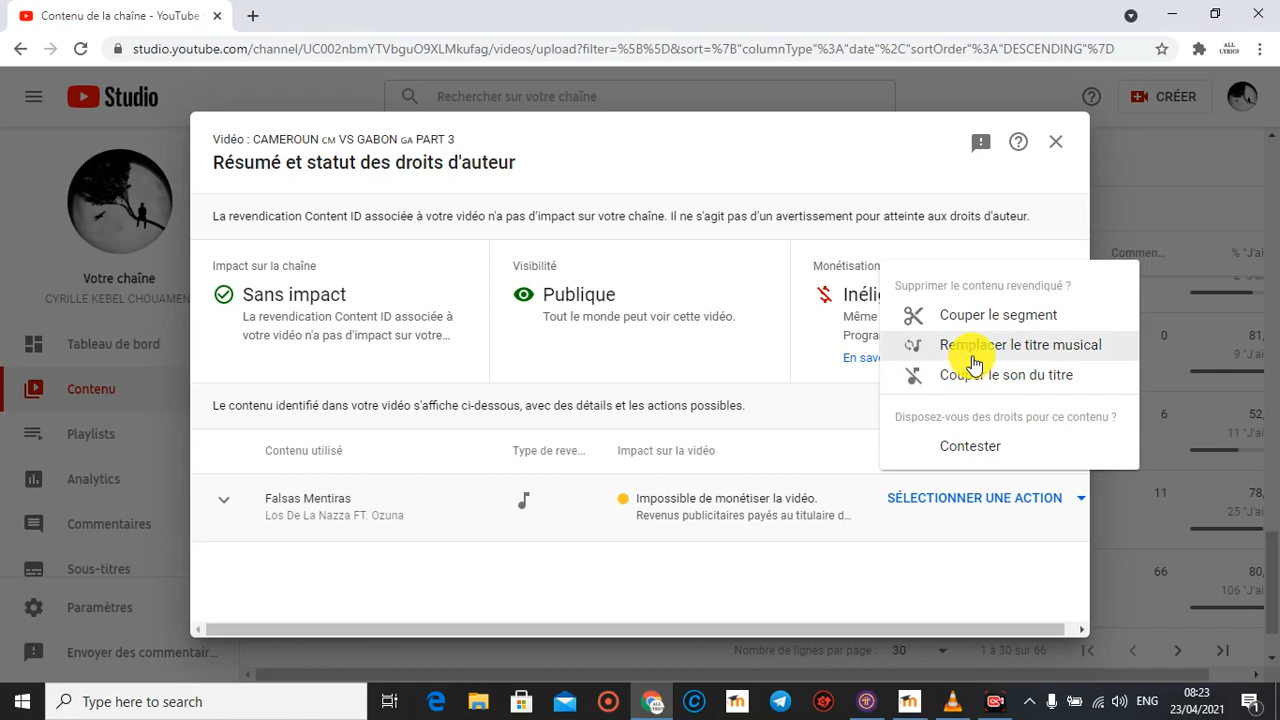 Contenu de la chaîne - YouTube
studio.youtube.com/channel/UC002nbmYTVbguO9XLMkufag/videos/upload?filter=%5B%5D&sort=%7B"columnType"%3A"date"%2C"sortOrder"%3A"DESCENDING"%7D
ALL LYRICS
Studio
Rechercher sur votre chaîne
CRÉER
Votre chaîne
CYRILLE KEBEL CHOUAMEN
Tableau de bord
Contenu
Playlists
Analytics
Commentaires
Sous-titres
Paramètres
Envoyer des commentair...
Vidéo : CAMEROUN CM VS GABON GA PART 3
Résumé et statut des droits d'auteur
La revendication Content ID associée à votre vidéo n'a pas d'impact sur votre chaîne. Il ne s'agit pas d'un avertissement pour atteinte aux droits d'auteur.
Impact sur la chaîne
Sans impact
La revendication Content ID associée à
votre vidéo n'a pas d'impact sur votre...
Visibilité
Publique
Tout le monde peut voir cette vidéo.
Monétisation
Inélig
Même
Progra
En sav
Supprimer le contenu revendiqué ?
Couper le segment
Remplacer le titre musical
Couper le son du titre
Disposez-vous des droits pour ce contenu ?
Contester
Le contenu identifié dans votre vidéo s'affiche ci-dessous, avec des détails et les actions possibles.
Contenu utilisé
Type de reve...
Impact sur la vidéo
Falsas Mentiras
Los De La Nazza FT. Ozuna
Impossible de monétiser la vidéo.
Revenus publicitaires payés au titulaire d...
SÉLECTIONNER UNE ACTION
Commen...
% "J'ai
2 "J'ai
0
9 "J'ai
6
52,
21 "J'ai
11
78,
25 "J'ai
66
80,
106 "J'ai
Nombre de lignes par page :
30
1 à 30 sur 66
Type here to search
ENG
08:23
23/04/2021
1